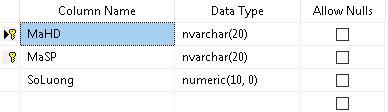 Column Name Data Type Allow Nulls
MaHD nvarchar(20)
MaSP nvarchar(20)
SoLuong numeric(10, 0)